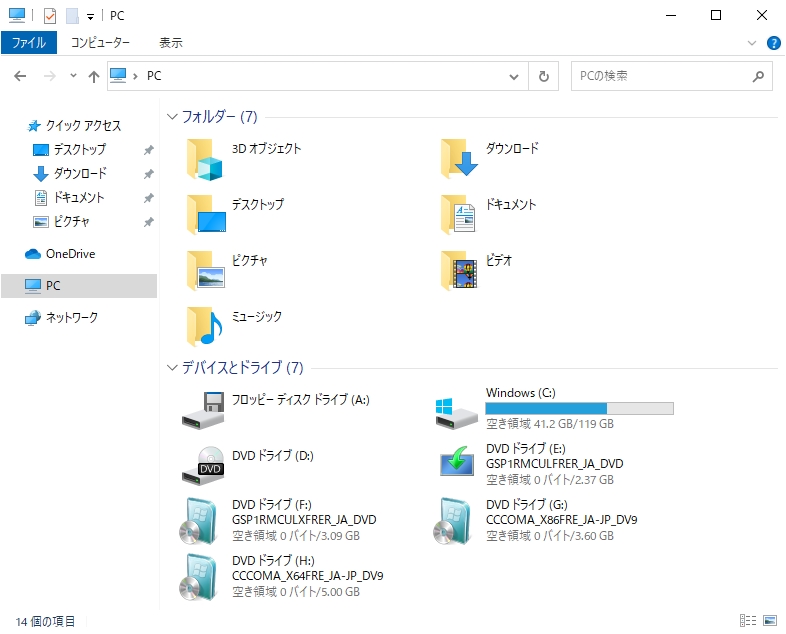 PC
ファイル
コンピューター
表示
PC
PCの検索
クイック アクセス
デスクトップ
ダウンロード
ドキュメント
ピクチャ
OneDrive
PC
ネットワーク
フォルダー (7)
3D オブジェクト
ダウンロード
デスクトップ
ドキュメント
ピクチャ
ビデオ
ミュージック
デバイスとドライブ (7)
フロッピー ディスク ドライブ (A:)
Windows (C:)
空き領域 41.2 GB/119 GB
DVD
DVD ドライブ (D:)
DVD ドライブ (E:)
GSP1RMCULFRER_JA_DVD
空き領域 0 バイト/2.37 GB
DVD ドライブ (F:)
GSP1RMCULXFRER_JA_DVD
空き領域 0 バイト/3.09 GB
DVD ドライブ (G:)
CCCOMA_X86FRE_JA-JP_DV9
空き領域 0 バイト/3.60 GB
DVD ドライブ (H:)
CCCOMA_X64FRE_JA-JP_DV9
空き領域 0 バイト/5.00 GB
14 個の項目